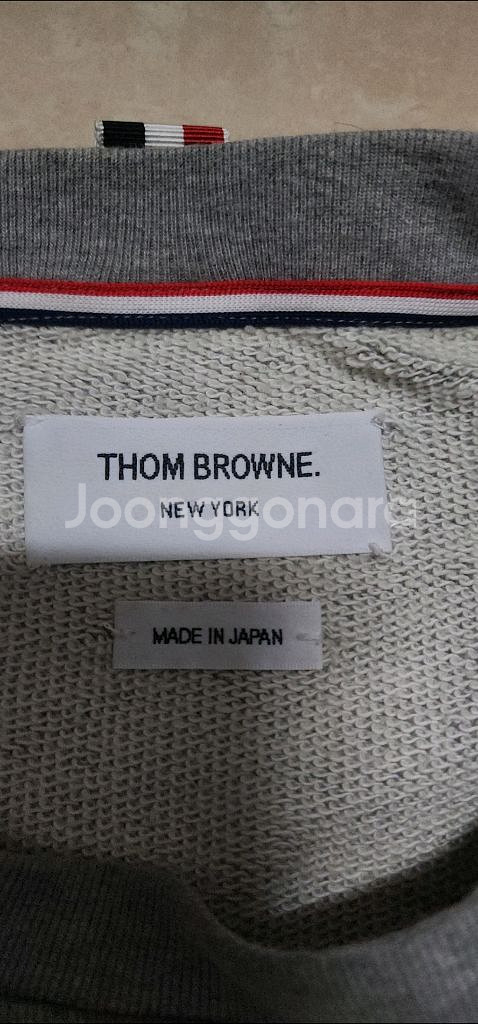 THOM BROWNE.
NEW YORK
Joonggonara
MADE IN JAPAN